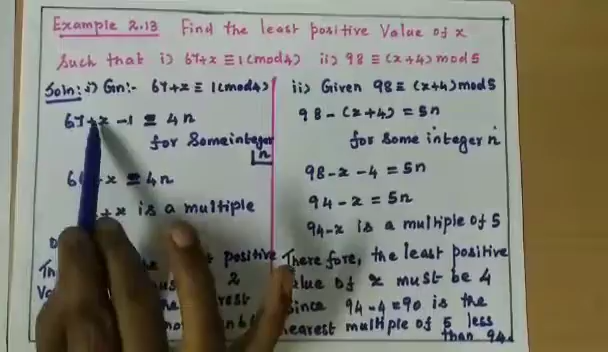 Example 2.13 Find the least positive Value of x
Such that i) 67+x ≡ 1(mod4) ii) 98 ≡ (x+4) mod 5
Soln: i) Gn:- 67+x ≡ 1(mod4)
67+x -1 = 4n
for some integer
n
x = 4n
+x is a multiple
positive
2
ii) Given 98 ≡ (x+4) mod 5
98 - (x+4) = 5n
for some integer n
98-x-4 = 5n
94-x = 5n
94-x is a multiple of 5
There fore, the least positive
value of x must be 4
Since 94-4=90 is the
nearest multiple of 5 less
than 94.